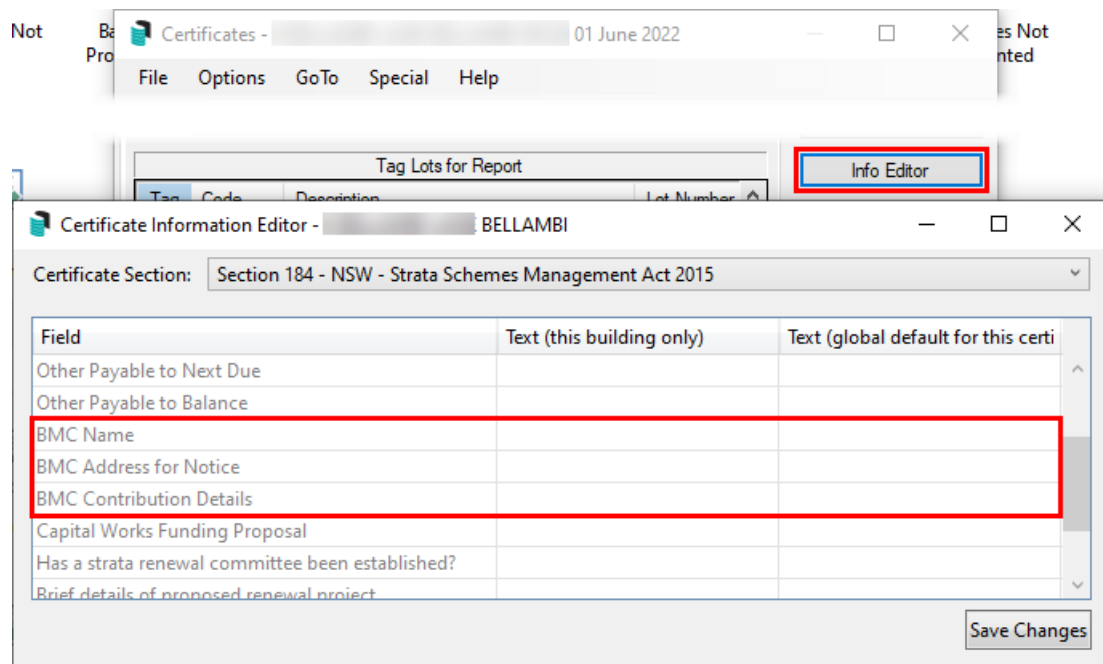 Not
Ba
Pro
Certificates - 01 June 2022
es Not
nted
File Options GoTo Special Help
Tag Lots for Report
Info Editor
Tag Code Description Lot Number
Certificate Information Editor - BELLAMBI
Certificate Section: Section 184 - NSW - Strata Schemes Management Act 2015
Field Text (this building only) Text (global default for this certi
Other Payable to Next Due
Other Payable to Balance
BMC Name
BMC Address for Notice
BMC Contribution Details
Capital Works Funding Proposal
Has a strata renewal committee been established?
Brief details of proposed renewal project
Save Changes